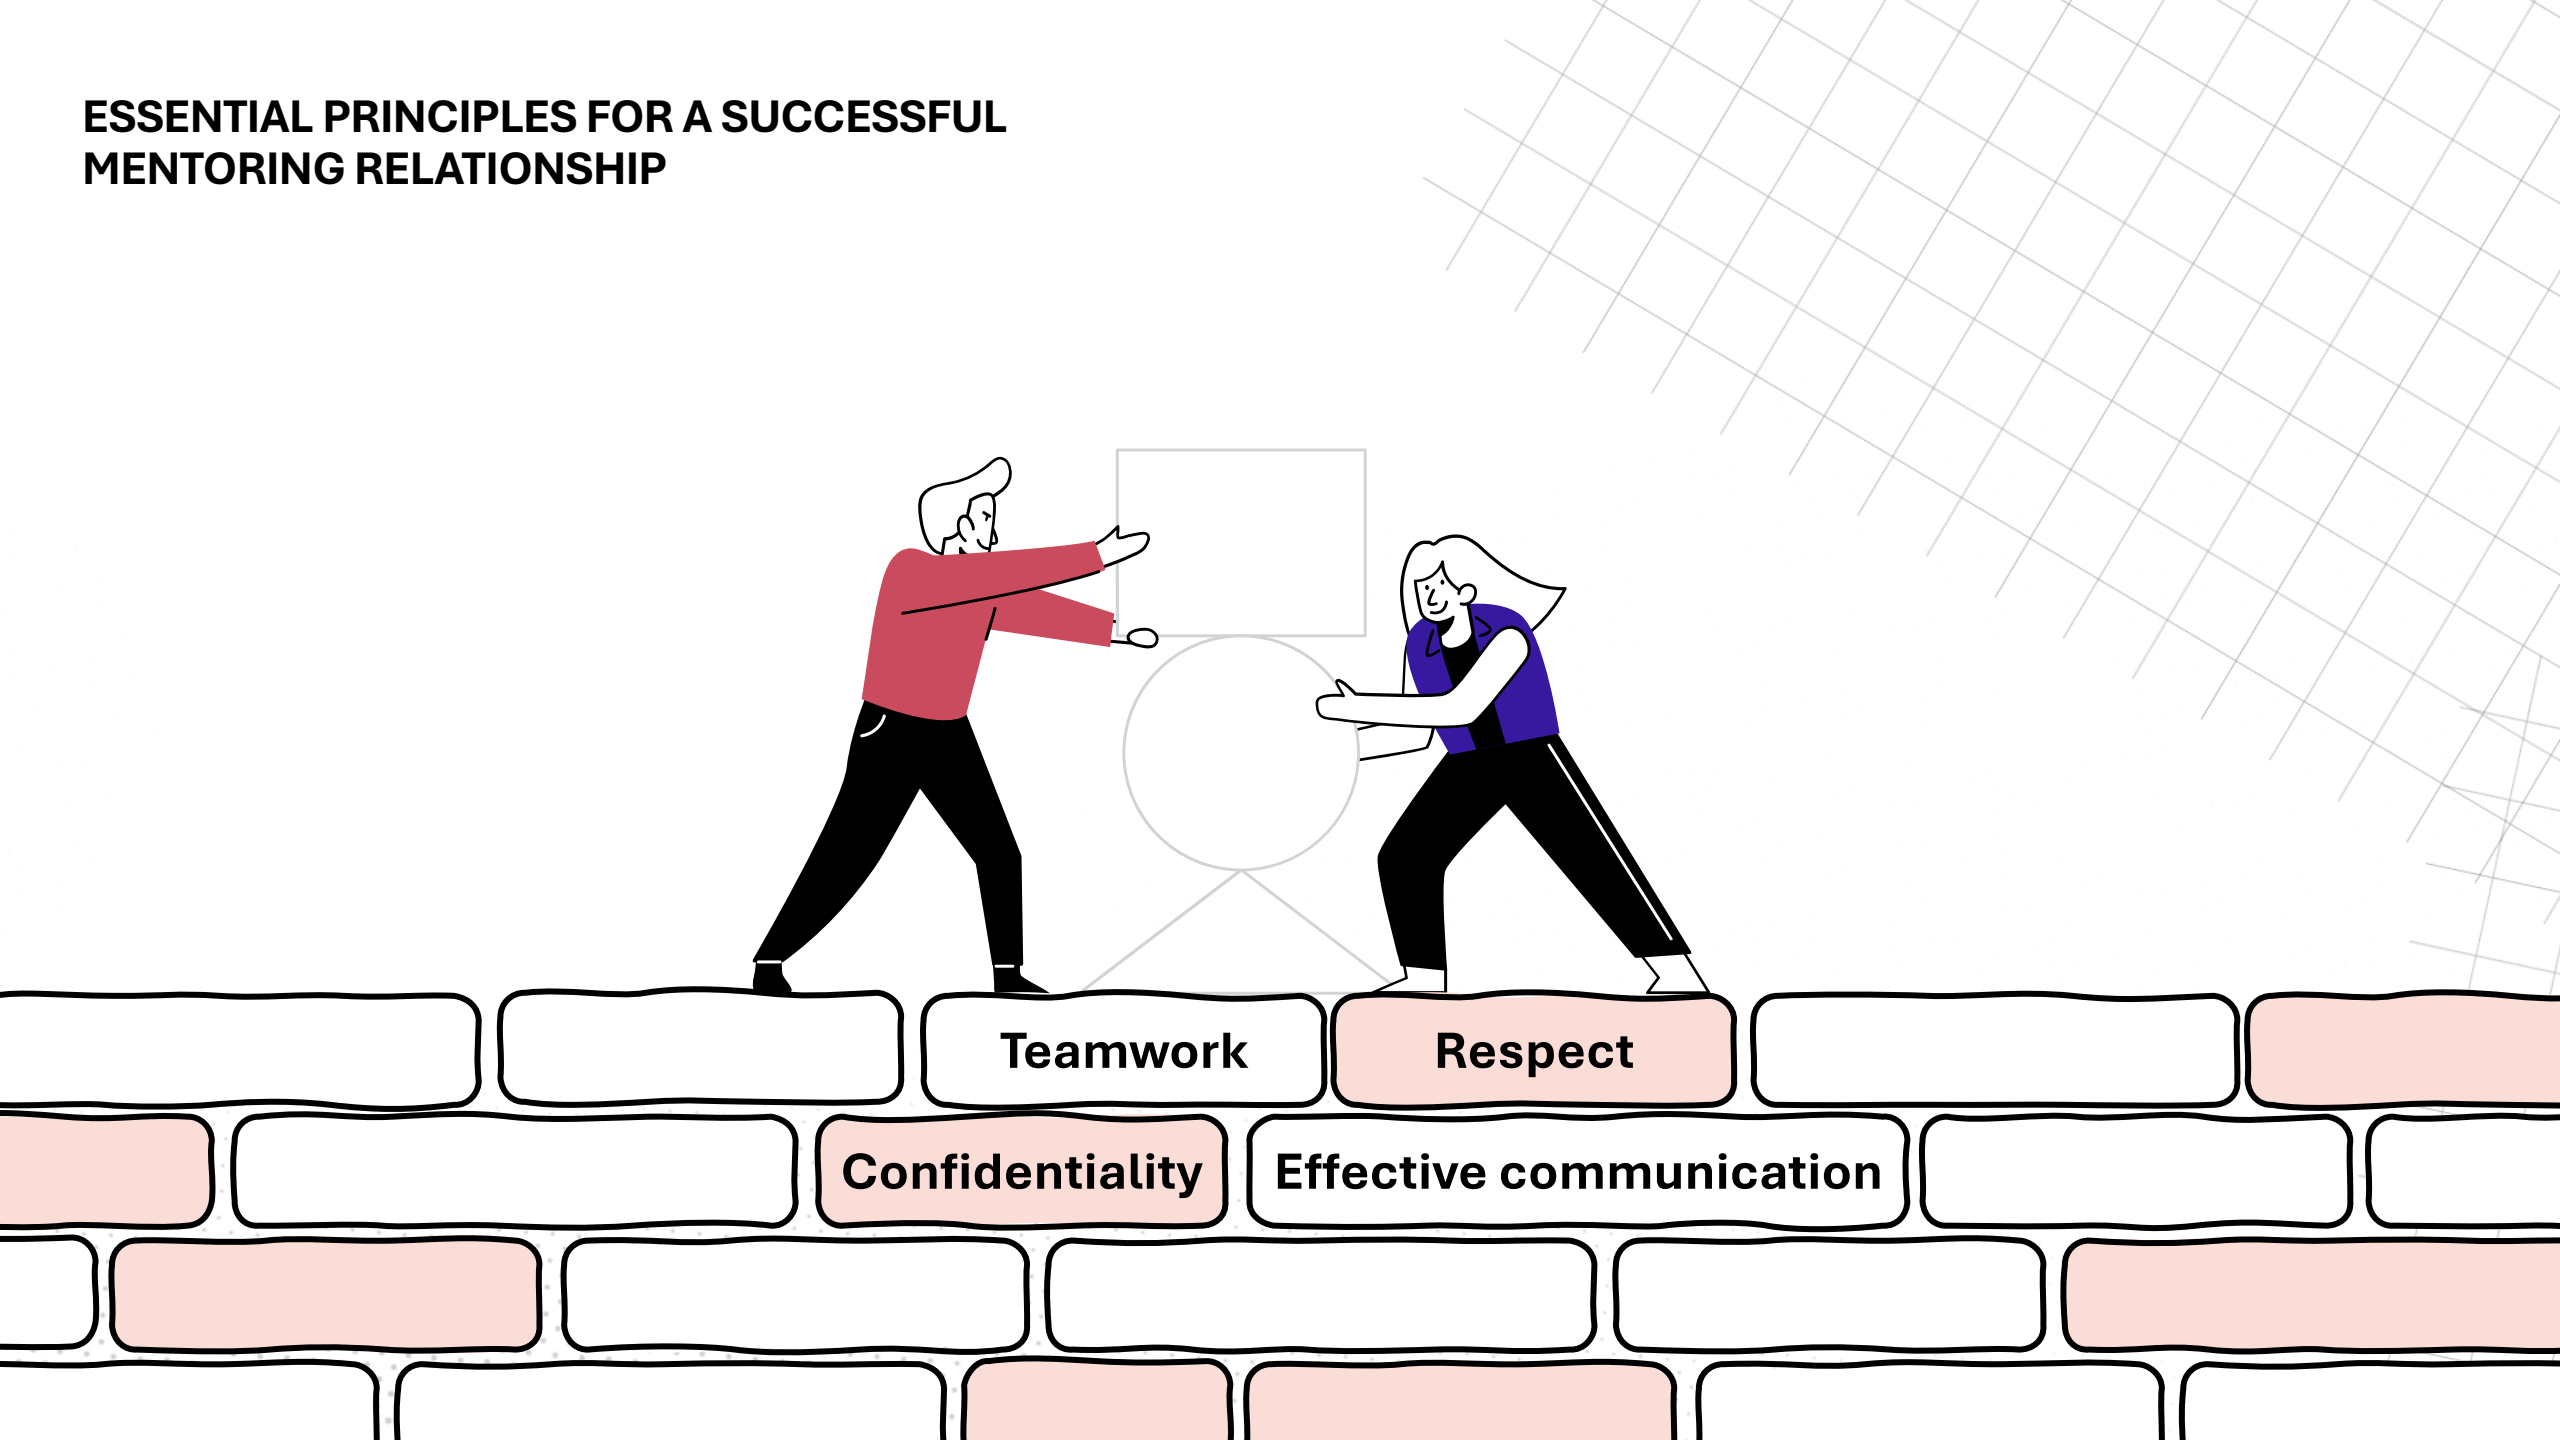 ESSENTIAL PRINCIPLES FOR A SUCCESSFUL
MENTORING RELATIONSHIP
Teamwork
Respect
Confidentiality
Effective communication